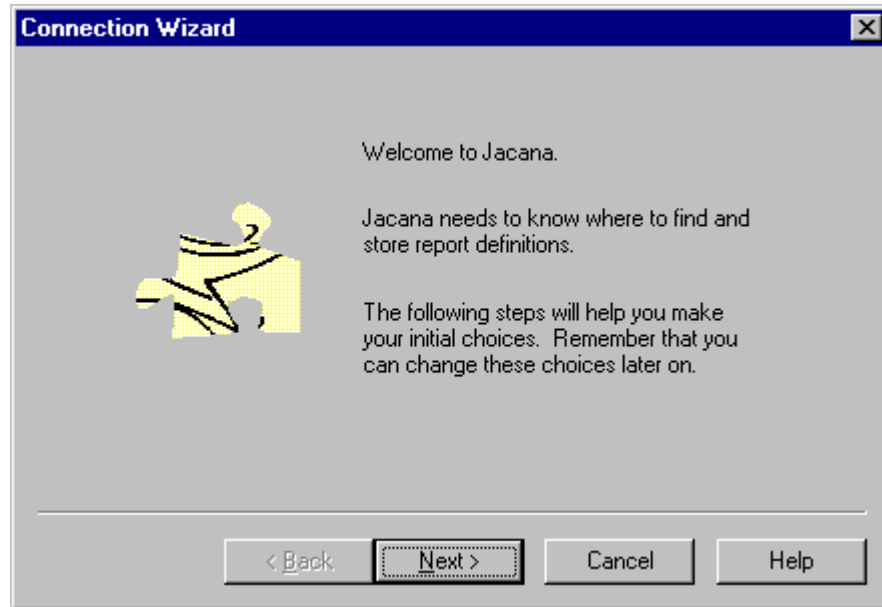 Connection Wizard
Welcome to Jacana.
Jacana needs to know where to find and
store report definitions.
The following steps will help you make
your initial choices.  Remember that you
can change these choices later on.
< Back
Next >
Cancel
Help